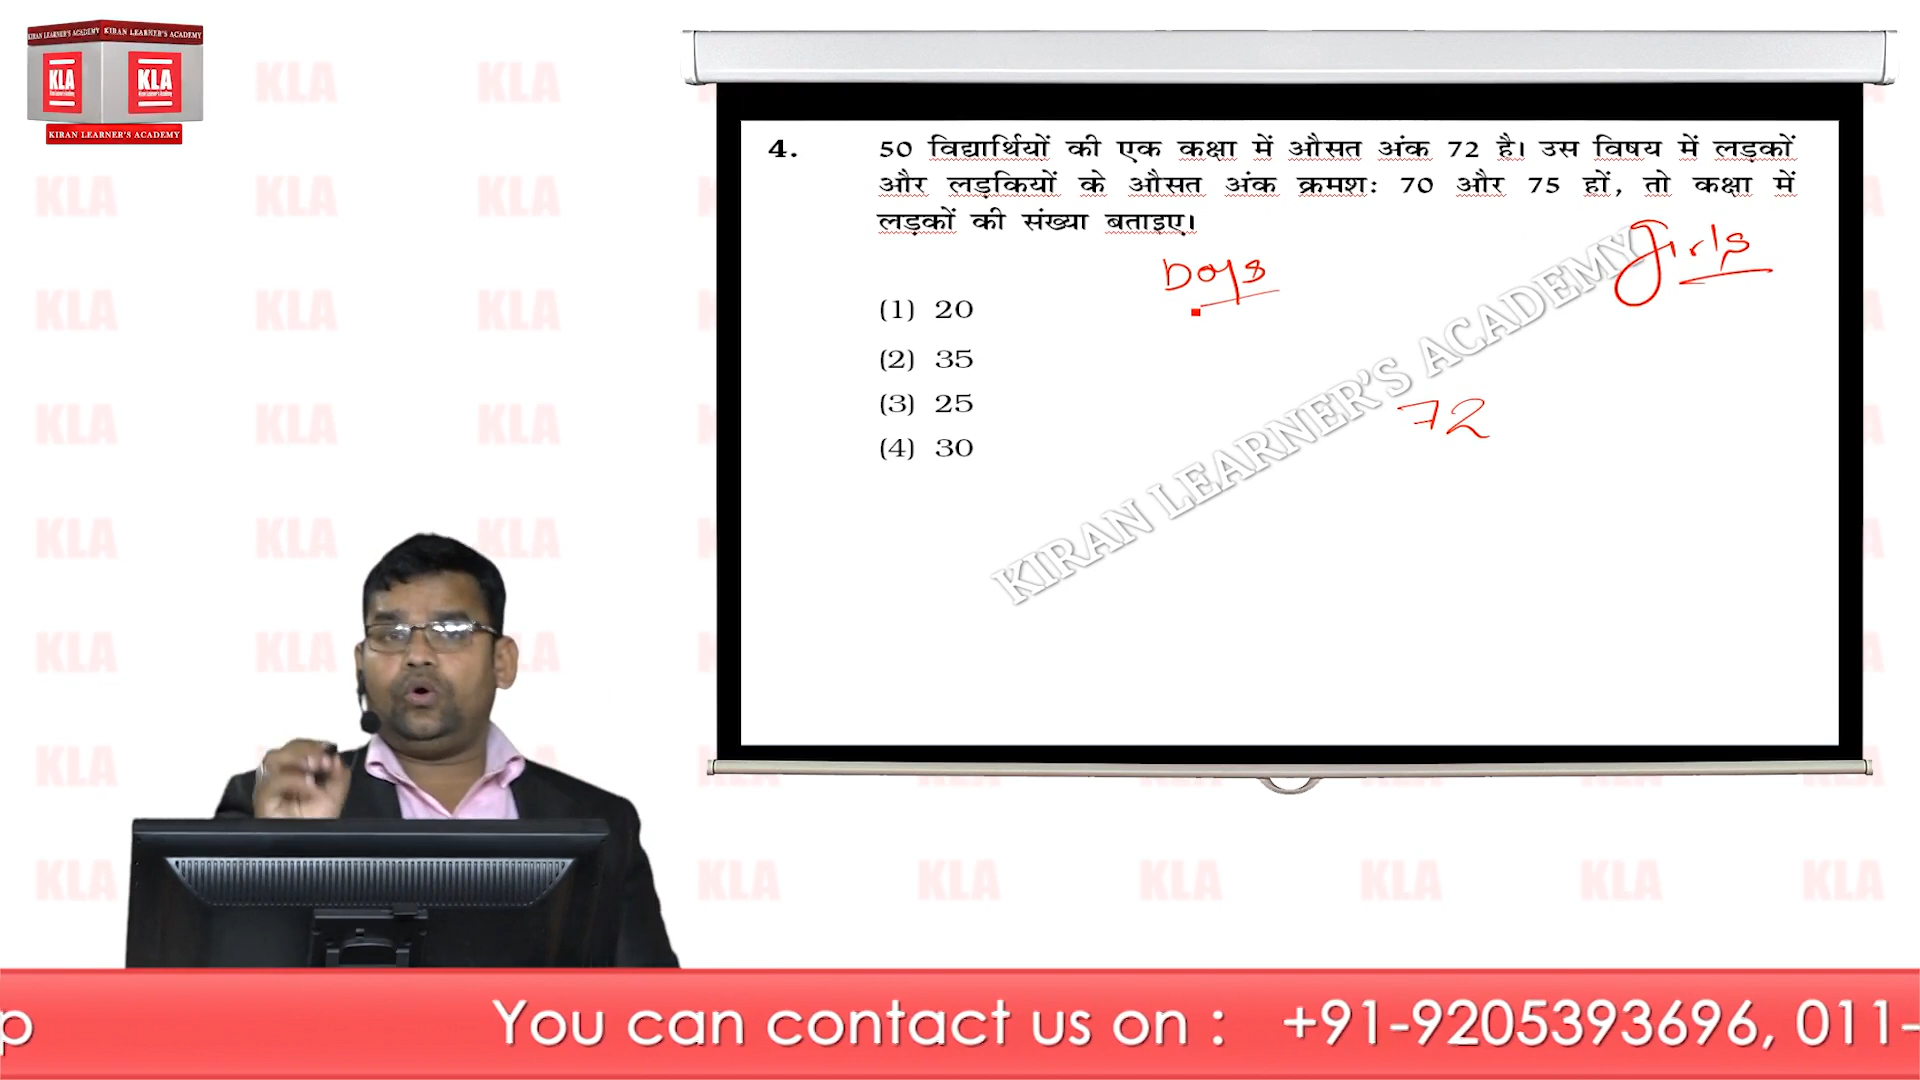 KIRAN LEARNER'S ACADEMY KIRAN LEARNER'S ACADEMY
KLA KLA
KIRAN LEARNER'S ACADEMY
4. 50 विद्यार्थियों की एक कक्षा में औसत अंक 72 है। उस विषय में लड़कों
और लड़कियों के औसत अंक क्रमशः 70 और 75 हों, तो कक्षा में
लड़कों की संख्या बताइए।
Boys
Girls
(1) 20
(2) 35
(3) 25
(4) 30
72
KIRAN LEARNER'S ACADEMY
p You can contact us on : +91-9205393696, 011-